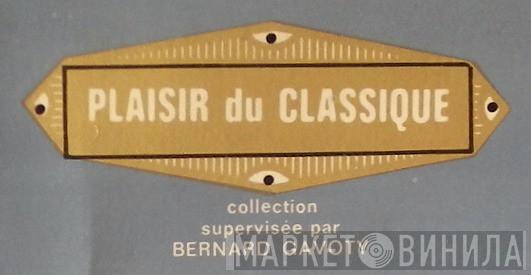 PLAISIR du CLASSIQUE
collection
supervisée par
BERNARD GAVOTY
МАРКЕТ ВИНИЛА